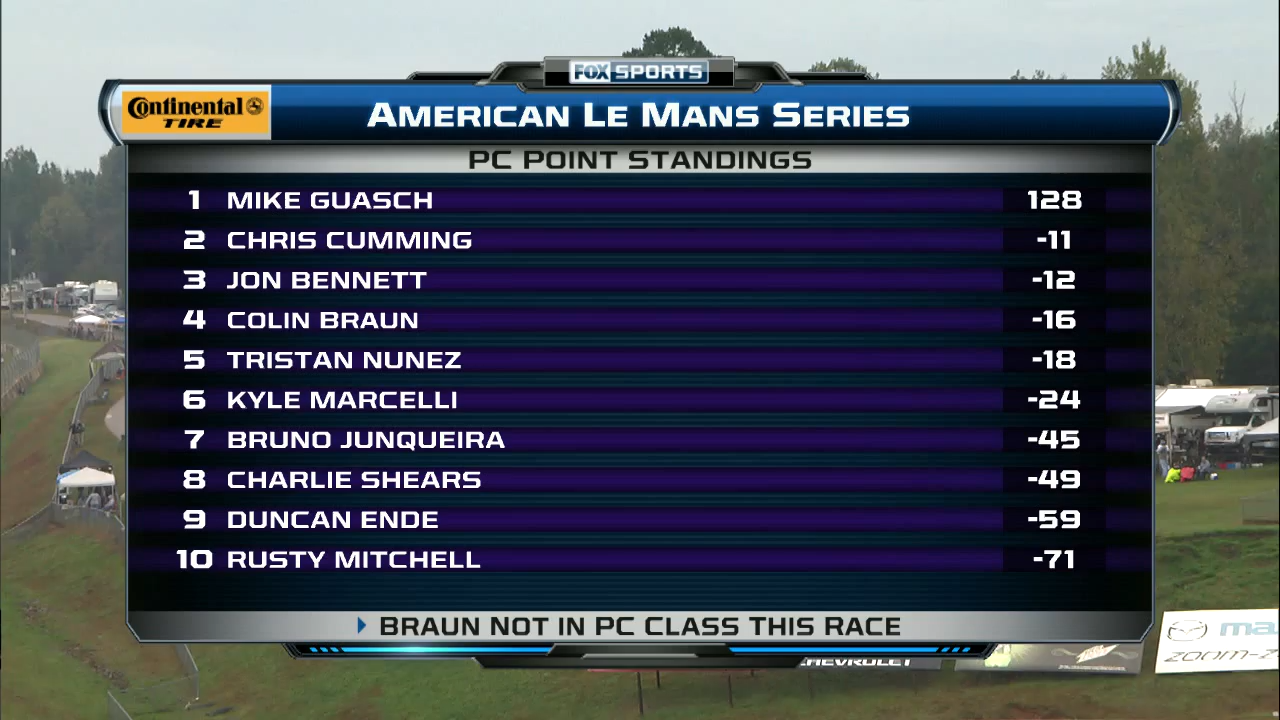 FOX SPORTS
Continental
TIRE
AMERICAN LE MANS SERIES
PC POINT STANDINGS
1 MIKE GUASCH 128
2 CHRIS CUMMING -11
3 JON BENNETT -12
4 COLIN BRAUN -16
5 TRISTAN NUNEZ -18
6 KYLE MARCELLI -24
7 BRUNO JUNQUEIRA -45
8 CHARLIE SHEARS -49
9 DUNCAN ENDE -59
10 RUSTY MITCHELL -71
BRAUN NOT IN PC CLASS THIS RACE
CHEVROLET
ma
zoom-z